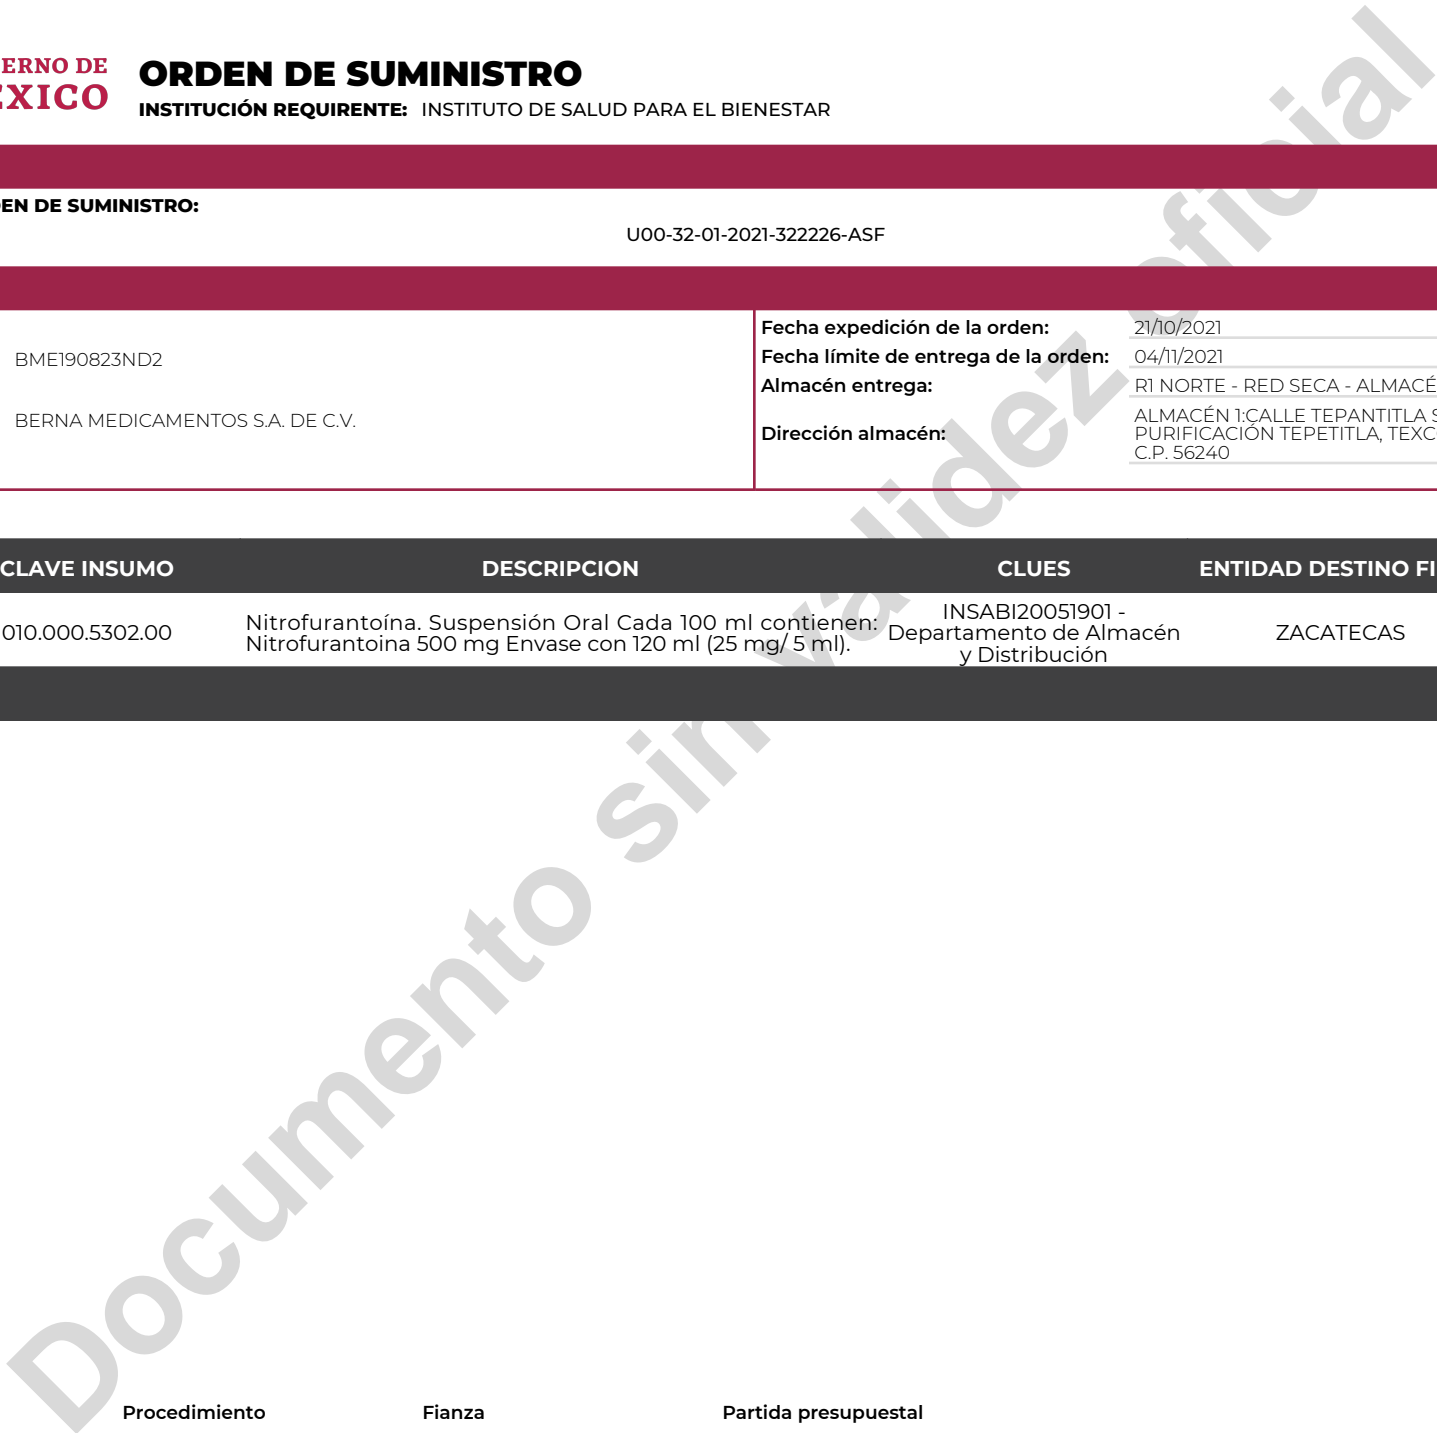 ERNO DE
EXICO
ORDEN DE SUMINISTRO
INSTITUCIÓN REQUIRENTE: INSTITUTO DE SALUD PARA EL BIENESTAR
EN DE SUMINISTRO:
U00-32-01-2021-322226-ASF
BME190823ND2
BERNA MEDICAMENTOS S.A. DE C.V.
Fecha expedición de la orden: 21/10/2021
Fecha límite de entrega de la orden: 04/11/2021
Almacén entrega: R1 NORTE - RED SECA - ALMACÉ
Dirección almacén: ALMACÉN 1:CALLE TEPANTITLA S
PURIFICACIÓN TEPETITLA, TEXC
C.P. 56240
CLAVE INSUMO DESCRIPCION CLUES ENTIDAD DESTINO FI
010.000.5302.00
Nitrofurantoína. Suspensión Oral Cada 100 ml contienen:
Nitrofurantoina 500 mg Envase con 120 ml (25 mg/ 5 ml).
INSABI20051901 -
Departamento de Almacén
y Distribución
ZACATECAS
Documento sin validez oficial
Procedimiento Fianza Partida presupuestal